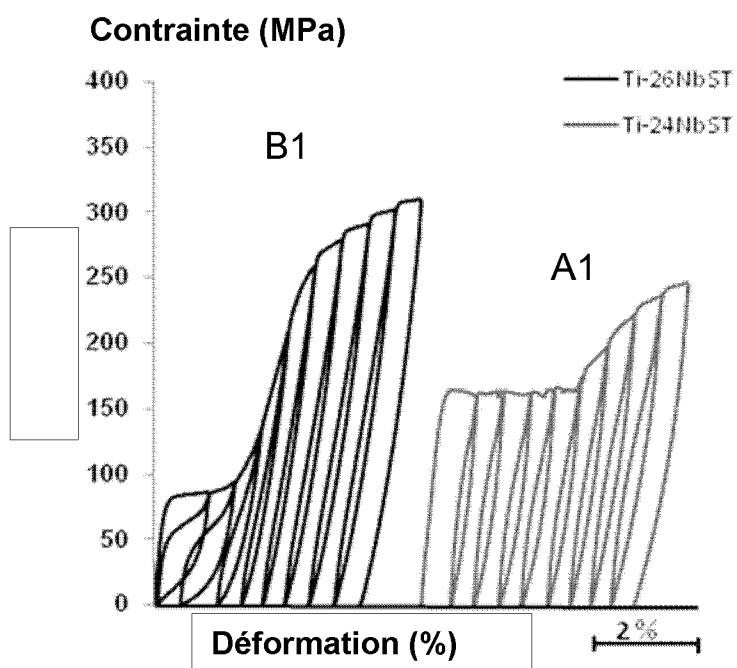 Contrainte (MPa)
400
350
300
250
200
150
100
50
0
Ti-26NbST
Ti-24NbST
B1
A1
Déformation (%)
2%